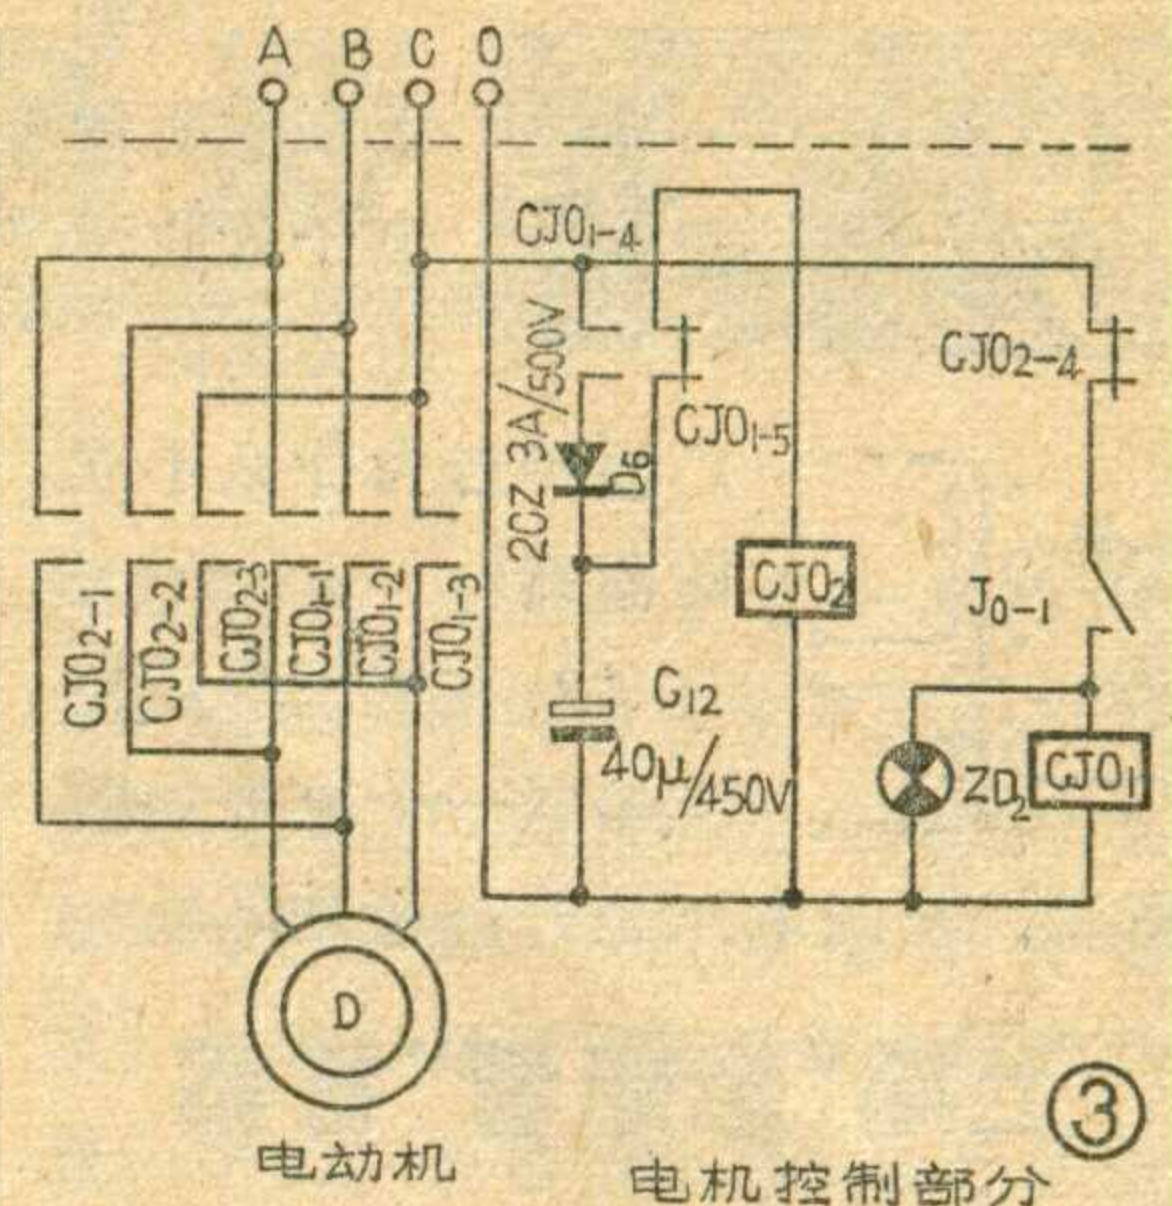 A B C O
CJO₁₋₄
2CZ 3A/500V
D₆
CJO₁₋₅
CJO₂₋₄
CJO₂
J₀₋₁
CJO₂₋₁
CJO₂₋₂
CJO₂₋₃
CJO₁₋₁
CJO₁₋₂
CJO₁₋₃
C₁₂
40μ/450V
ZD₂
CJO₁
D
③
电动机
电机控制部分